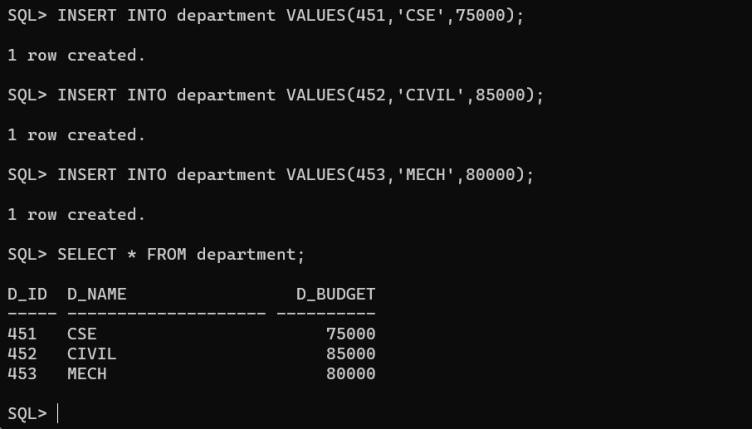 SQL> INSERT INTO department VALUES(451,'CSE',75000);
1 row created.
SQL> INSERT INTO department VALUES(452,'CIVIL',85000);
1 row created.
SQL> INSERT INTO department VALUES(453,'MECH',80000);
1 row created.
SQL> SELECT * FROM department;
D_ID  D_NAME                 D_BUDGET
----- -------------------- ----------
451   CSE                       75000
452   CIVIL                     85000
453   MECH                      80000
SQL>